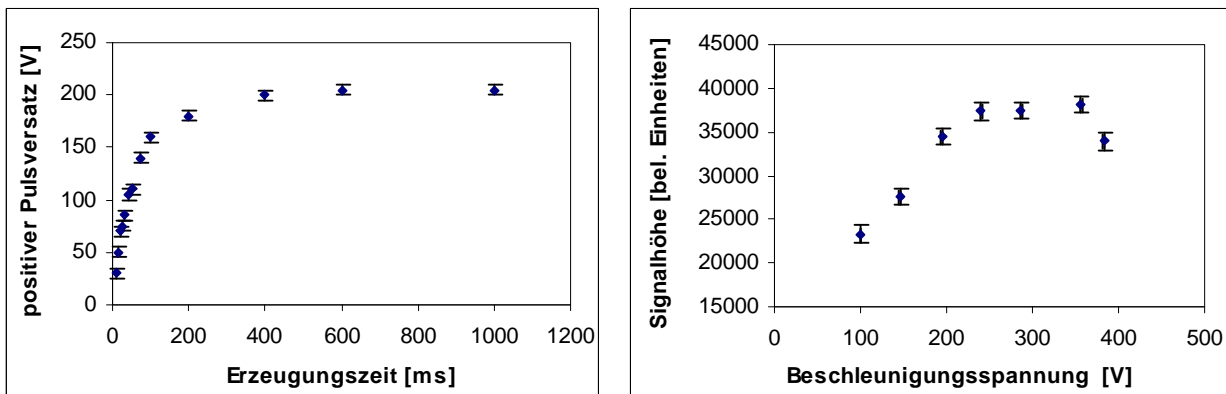 positiver Pulsversatz [V]
250
200
150
100
50
0
0 200 400 600 800 1000 1200
Erzeugungszeit [ms]
Signalhöhe [bel. Einheiten]
45000
40000
35000
30000
25000
20000
15000
0 100 200 300 400 500
Beschleunigungsspannung [V]